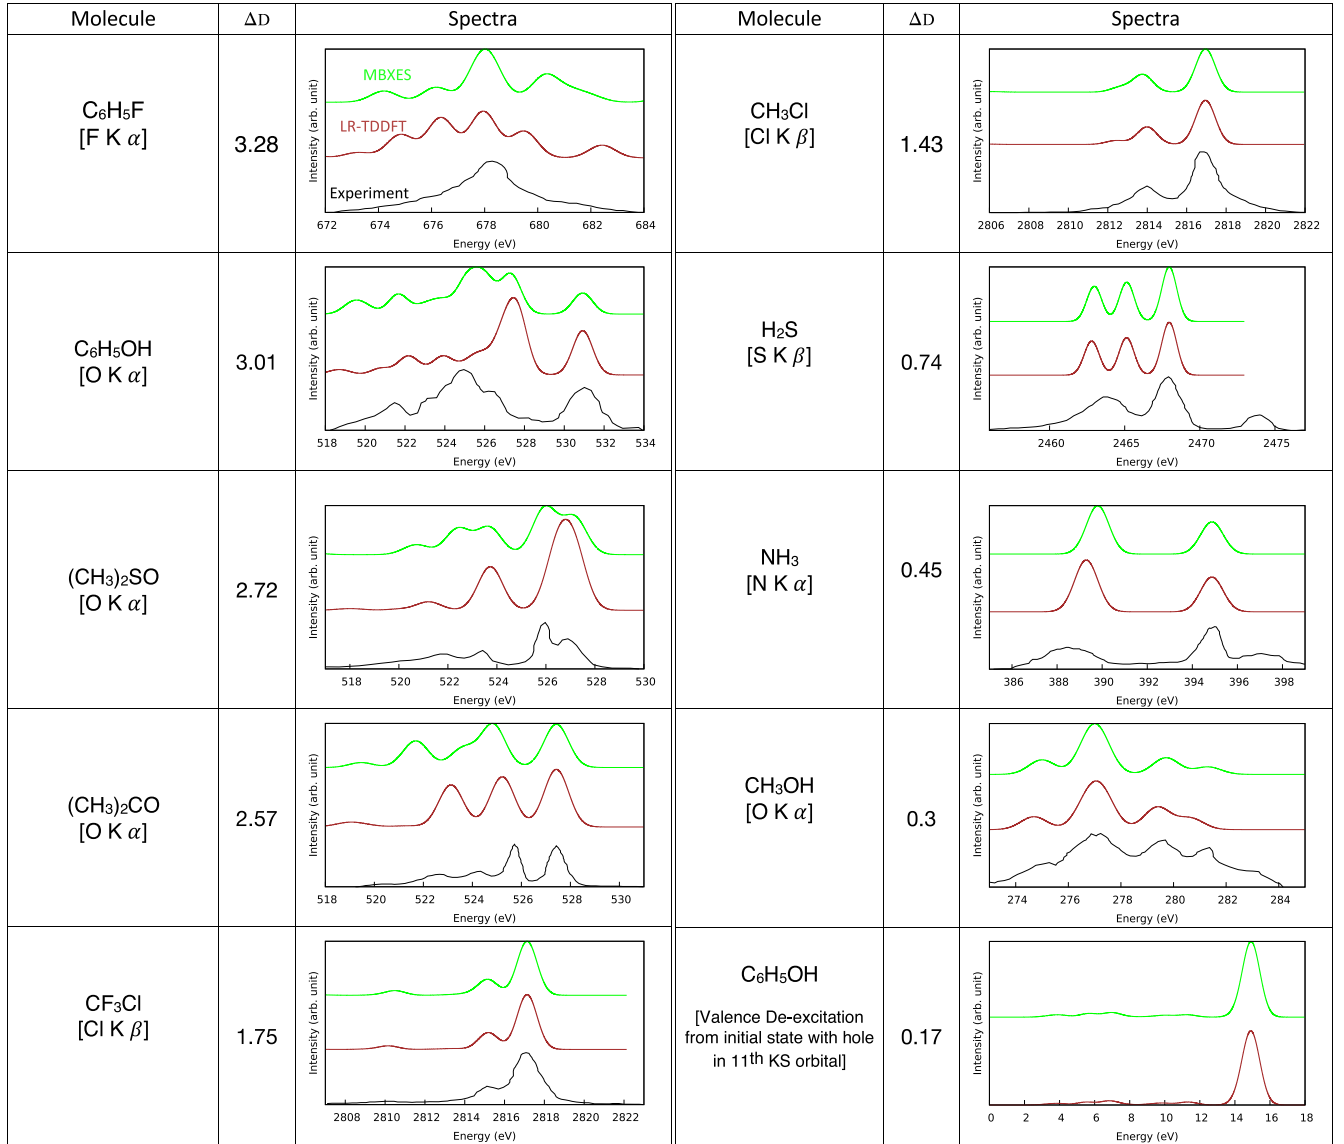 Molecule ΔD Spectra Molecule ΔD Spectra
C₆H₅F
[F K α]
3.28
MBXES
LR-TDDFT
Experiment
Intensity (arb. unit)
672 674 676 678 680 682 684
Energy (eV)
CH₃Cl
[Cl K β]
1.43
Intensity (arb. unit)
2806 2808 2810 2812 2814 2816 2818 2820 2822
Energy (eV)
C₆H₅OH
[O K α]
3.01
Intensity (arb. unit)
518 520 522 524 526 528 530 532 534
Energy (eV)
H₂S
[S K β]
0.74
Intensity (arb. unit)
2460 2465 2470 2475
Energy (eV)
(CH₃)₂SO
[O K α]
2.72
Intensity (arb. unit)
518 520 522 524 526 528 530
Energy (eV)
NH₃
[N K α]
0.45
Intensity (arb. unit)
386 388 390 392 394 396 398
Energy (eV)
(CH₃)₂CO
[O K α]
2.57
Intensity (arb. unit)
518 520 522 524 526 528 530
Energy (eV)
CH₃OH
[O K α]
0.3
Intensity (arb. unit)
274 276 278 280 282 284
Energy (eV)
CF₃Cl
[Cl K β]
1.75
Intensity (arb. unit)
2808 2810 2812 2814 2816 2818 2820 2822
Energy (eV)
C₆H₅OH
[Valence De-excitation
from initial state with hole
in 11th KS orbital]
0.17
Intensity (arb. unit)
0 2 4 6 8 10 12 14 16 18
Energy (eV)